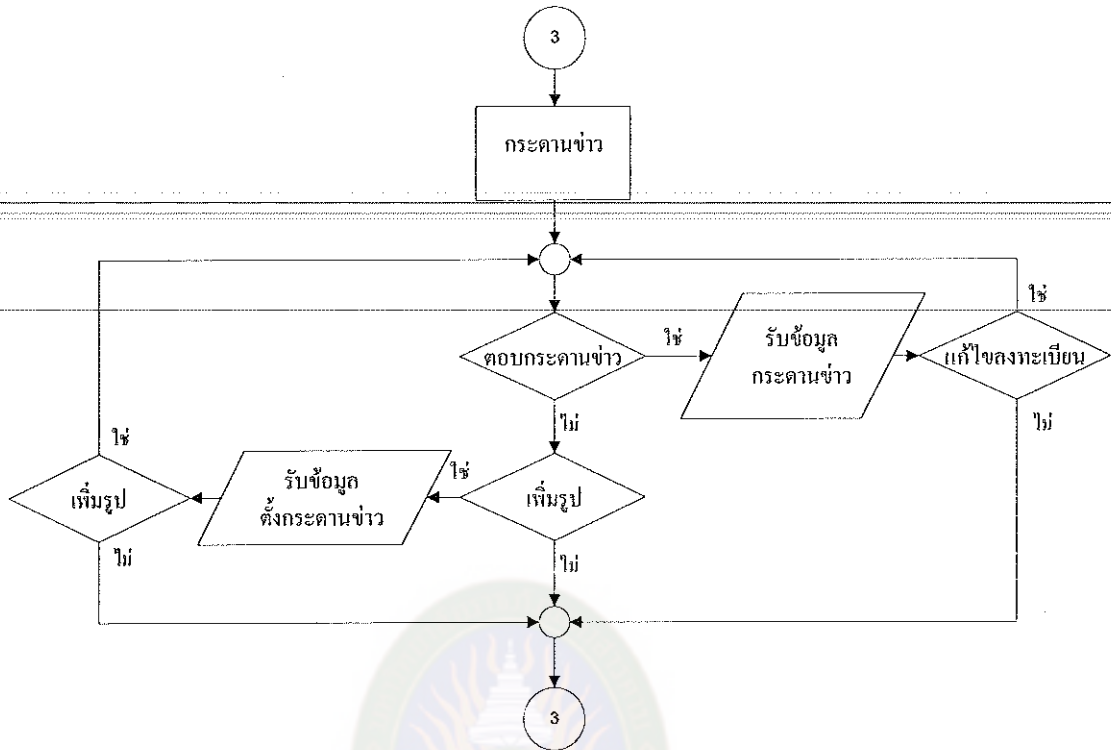 3
กระดานข่าว
ใช่
ตอบกระดานข่าว
ใช่
รับข้อมูล
กระดานข่าว
แก้ไขลงทะเบียน
ไม่
ไม่
ใช่
เพิ่มรูป
ไม่
รับข้อมูล
ตั้งกระดานข่าว
ใช่
เพิ่มรูป
ไม่
3